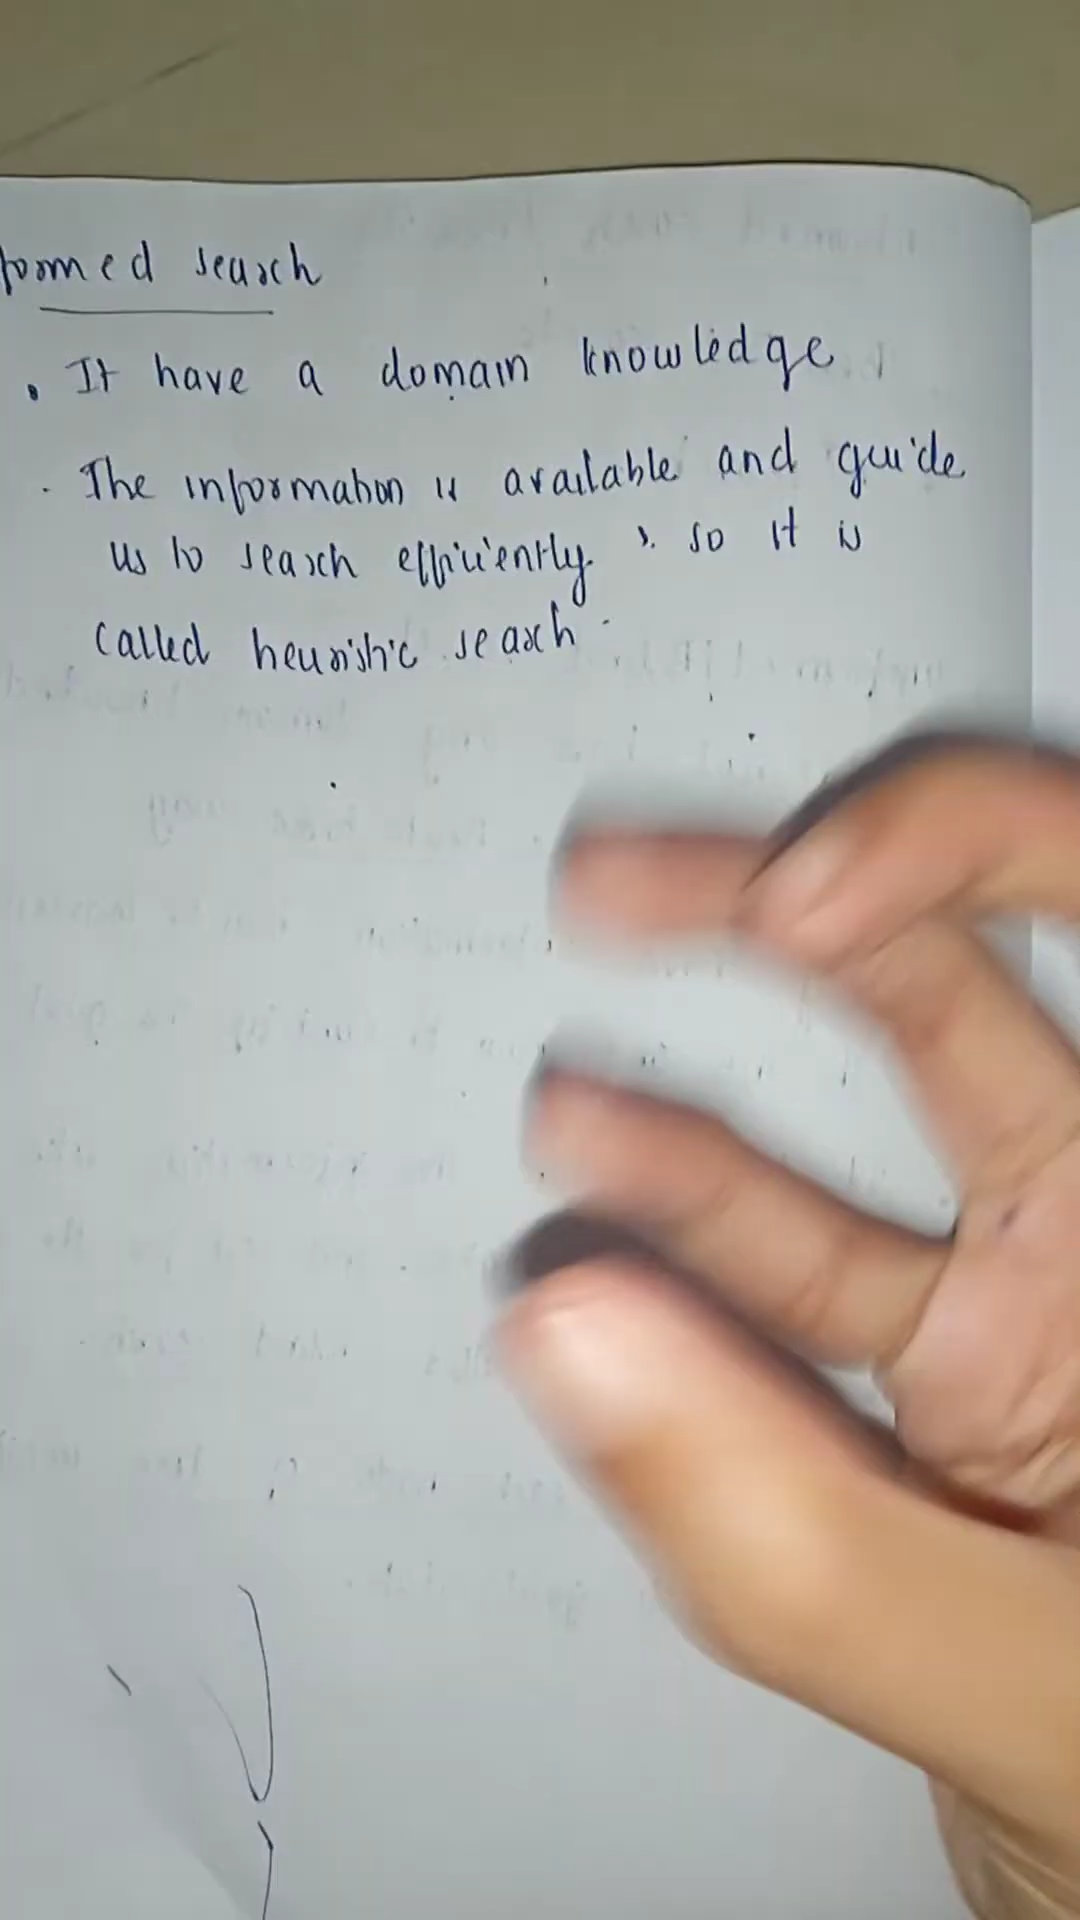 formed search
. It have a domain knowledge
. The information is available and guide
us to search efficiently. so it is
called heuristic search.